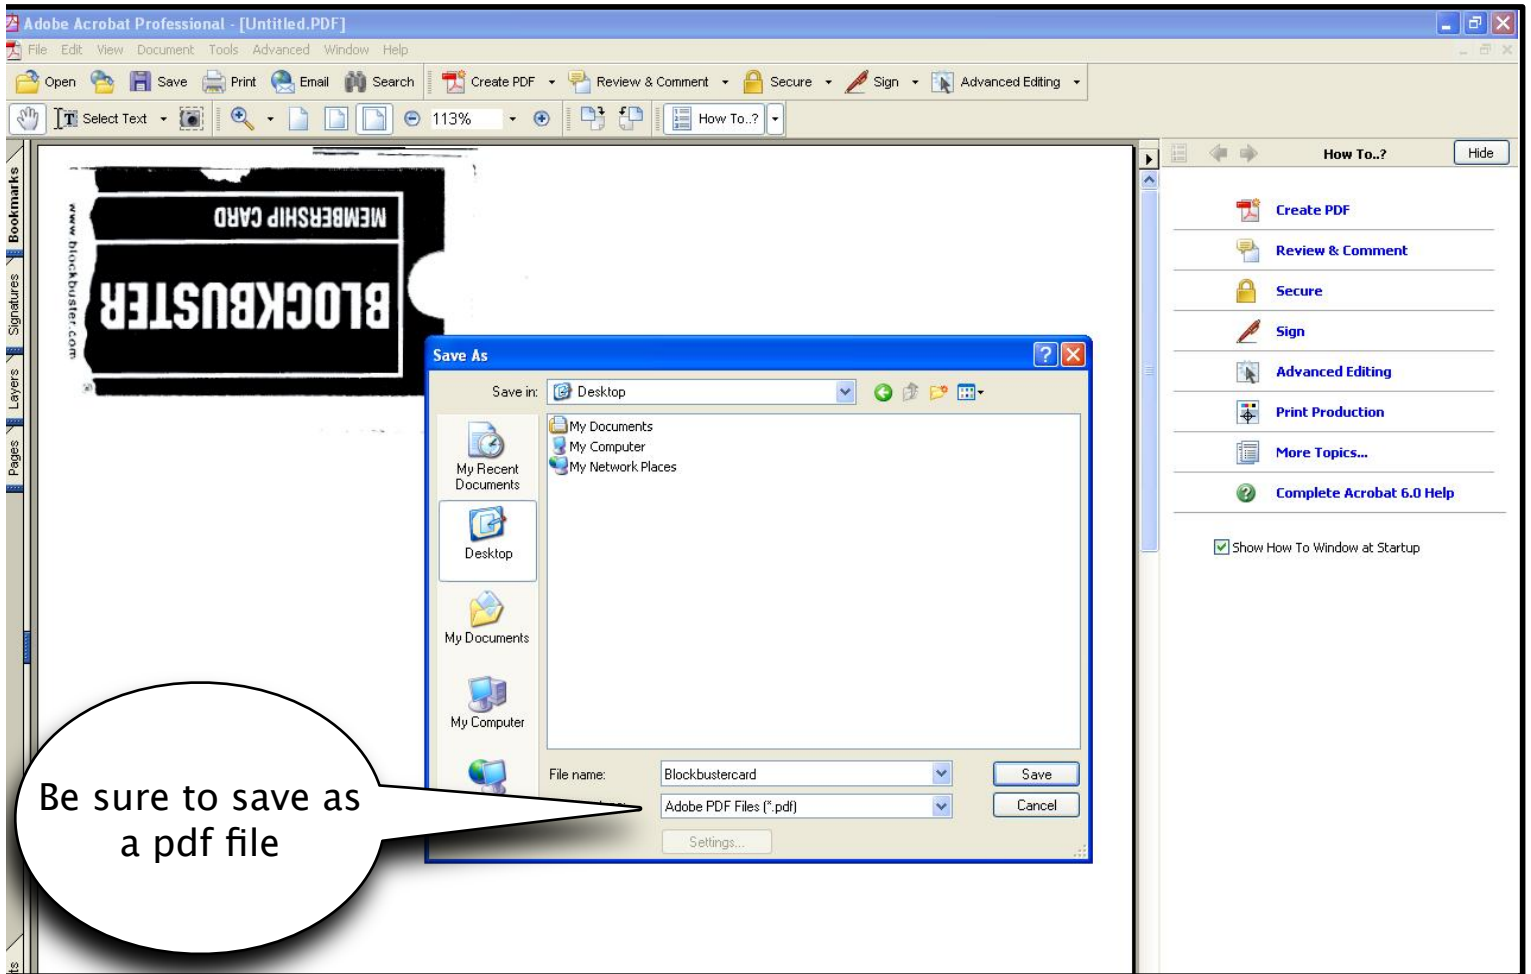 Adobe Acrobat Professional - [Untitled.PDF]
File Edit View Document Tools Advanced Window Help
Open Save Print Email Search Create PDF Review & Comment Secure Sign Advanced Editing
Select Text 113% How To..?
How To..? Hide
Bookmarks
Signatures
Layers
Pages
www.blockbuster.com
MEMBERSHIP CARD
BLOCKBUSTER
Create PDF
Review & Comment
Secure
Sign
Advanced Editing
Print Production
More Topics...
Complete Acrobat 6.0 Help
Show How To Window at Startup
Save As
Save in: Desktop
My Documents
My Computer
My Network Places
My Recent
Documents
Desktop
My Documents
My Computer
File name: Blockbustercard Save
Adobe PDF Files (*.pdf) Cancel
Settings...
Be sure to save as
a pdf file